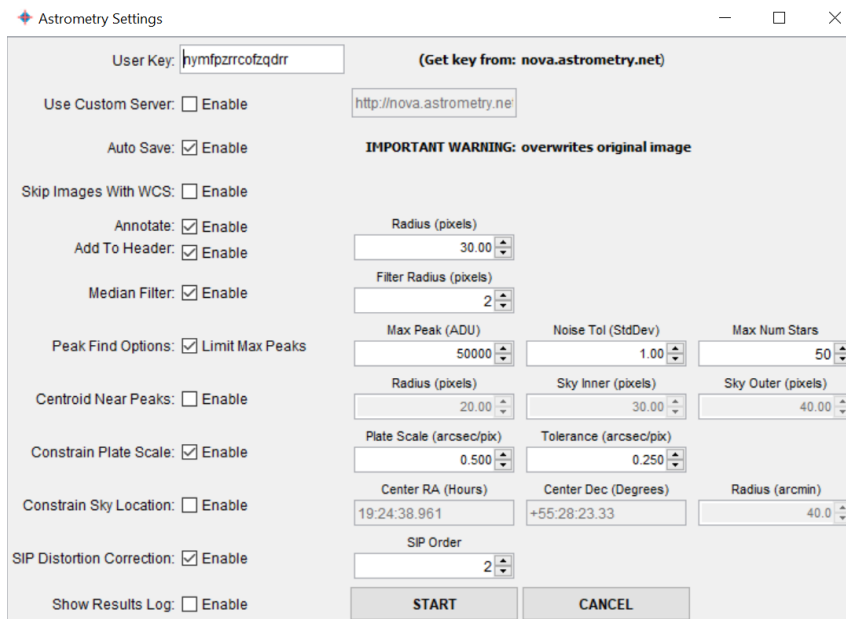 Astrometry Settings
User Key: nymfpzrrcofzqdrr (Get key from: nova.astrometry.net)
Use Custom Server: Enable http://nova.astrometry.ne
Auto Save: Enable IMPORTANT WARNING: overwrites original image
Skip Images With WCS: Enable
Annotate: Enable Radius (pixels)
Add To Header: Enable 30.00
Filter Radius (pixels)
Median Filter: Enable 2
Max Peak (ADU) Noise Tol (StdDev) Max Num Stars
Peak Find Options: Limit Max Peaks 50000 1.00 50
Radius (pixels) Sky Inner (pixels) Sky Outer (pixels)
Centroid Near Peaks: Enable 20.00 30.00 40.00
Plate Scale (arcsec/pix) Tolerance (arcsec/pix)
Constrain Plate Scale: Enable 0.500 0.250
Center RA (Hours) Center Dec (Degrees) Radius (arcmin)
Constrain Sky Location: Enable 19:24:38.961 +55:28:23.33 40.0
SIP Order
SIP Distortion Correction: Enable 2
Show Results Log: Enable START CANCEL